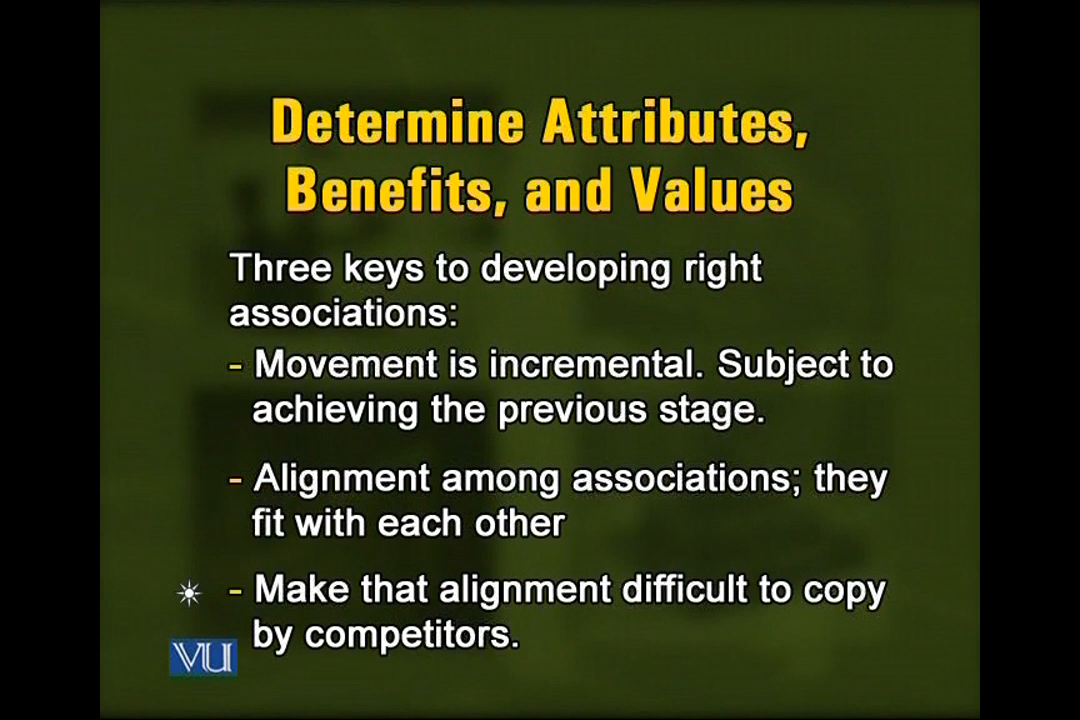 Determine Attributes,
Benefits, and Values
Three keys to developing right
associations:
- Movement is incremental. Subject to
achieving the previous stage.
- Alignment among associations; they
fit with each other
- Make that alignment difficult to copy
by competitors.
VU